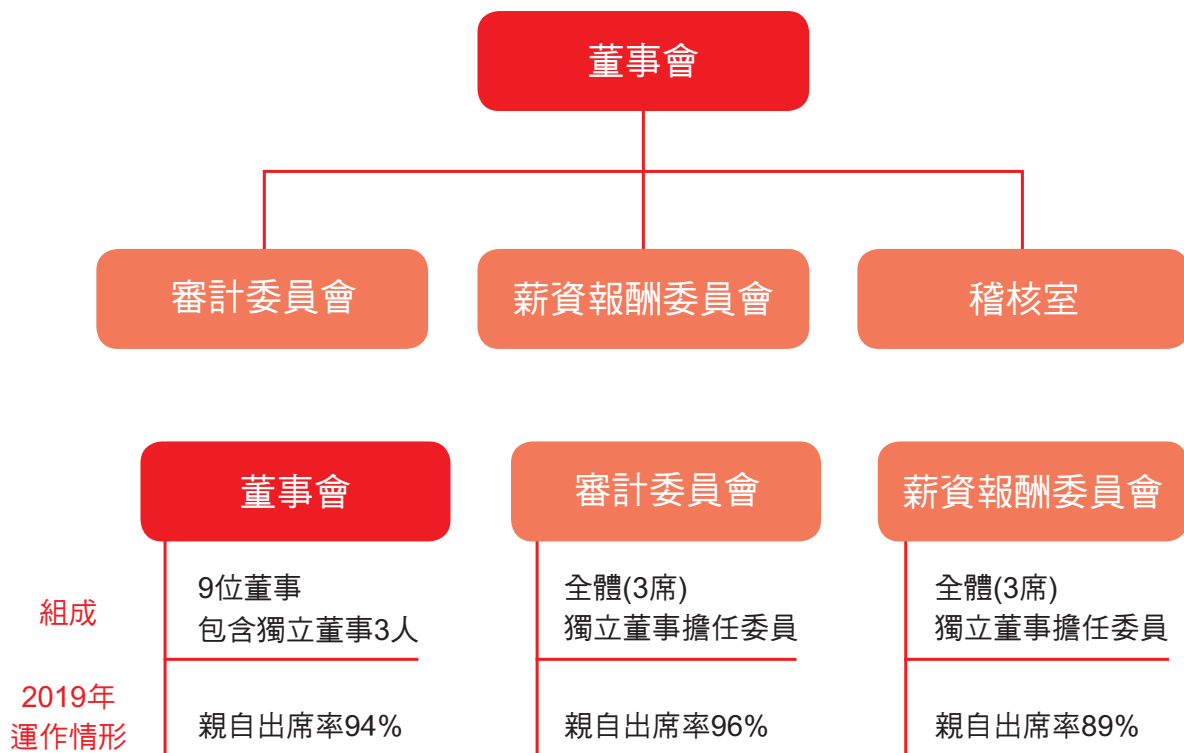 董事會
審計委員會
薪資報酬委員會
稽核室
董事會
審計委員會
薪資報酬委員會
組成
9位董事
包含獨立董事3人
全體(3席)
獨立董事擔任委員
全體(3席)
獨立董事擔任委員
2019年
運作情形
親自出席率94%
親自出席率96%
親自出席率89%